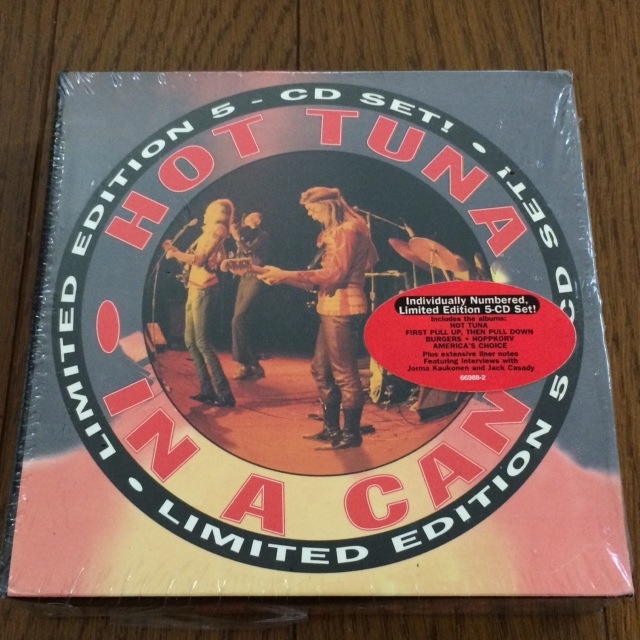 LIMITED EDITION 5 - CD SET! •
LIMITED EDITION 5 CD SET! •
HOT TUNA
IN A CAN
Individually Numbered,
Limited Edition 5-CD Set!
Includes the albums:
HOT TUNA
FIRST PULL UP, THEN PULL DOWN
BURGERS • HOPPKORV
AMERICA'S CHOICE
Plus extensive liner notes
Featuring Interviews with
Jorma Kaukonen and Jack Casady
66988-2